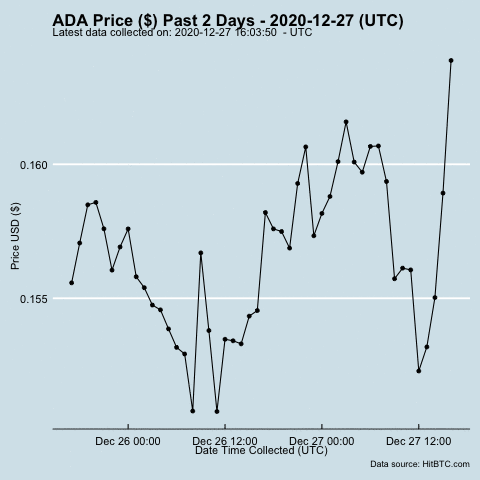 ADA Price ($) Past 2 Days - 2020-12-27 (UTC)
Latest data collected on: 2020-12-27 16:03:50  - UTC
0.160
0.155
Price USD ($)
Dec 26 00:00
Dec 26 12:00
Dec 27 00:00
Dec 27 12:00
Date Time Collected (UTC)
Data source: HitBTC.com